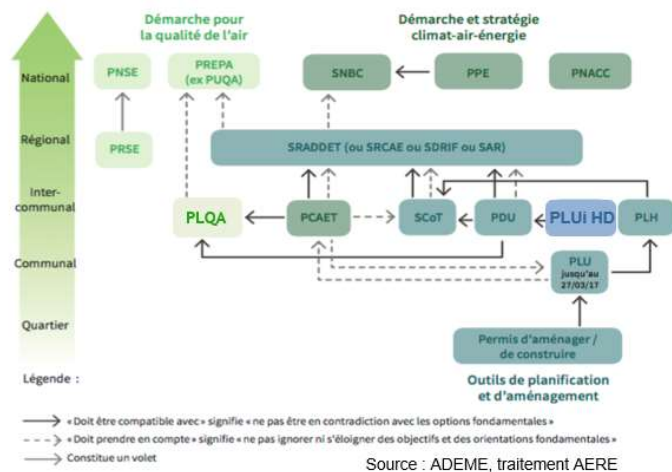 Démarche pour
la qualité de l'air
Démarche et stratégie
climat-air-énergie
National
PNSE
PREPA
(ex PUQA)
SNBC
PPE
PNACC
Régional
PRSE
SRADDET (ou SRCAE ou SDRIF ou SAR)
Inter-
communal
PLQA
PCAET
SCoT
PDU
PLUi HD
PLH
Communal
PLU
jusqu'au
27/03/17
Quartier
Permis d'aménager /
de construire
Légende :
Outils de planification
et d'aménagement
« Doit être compatible avec » signifie « ne pas être en contradiction avec les options fondamentales »
« Doit prendre en compte » signifie « ne pas ignorer ni s'éloigner des objectifs et des orientations fondamentales »
Constitue un volet
Source : ADEME, traitement AERE